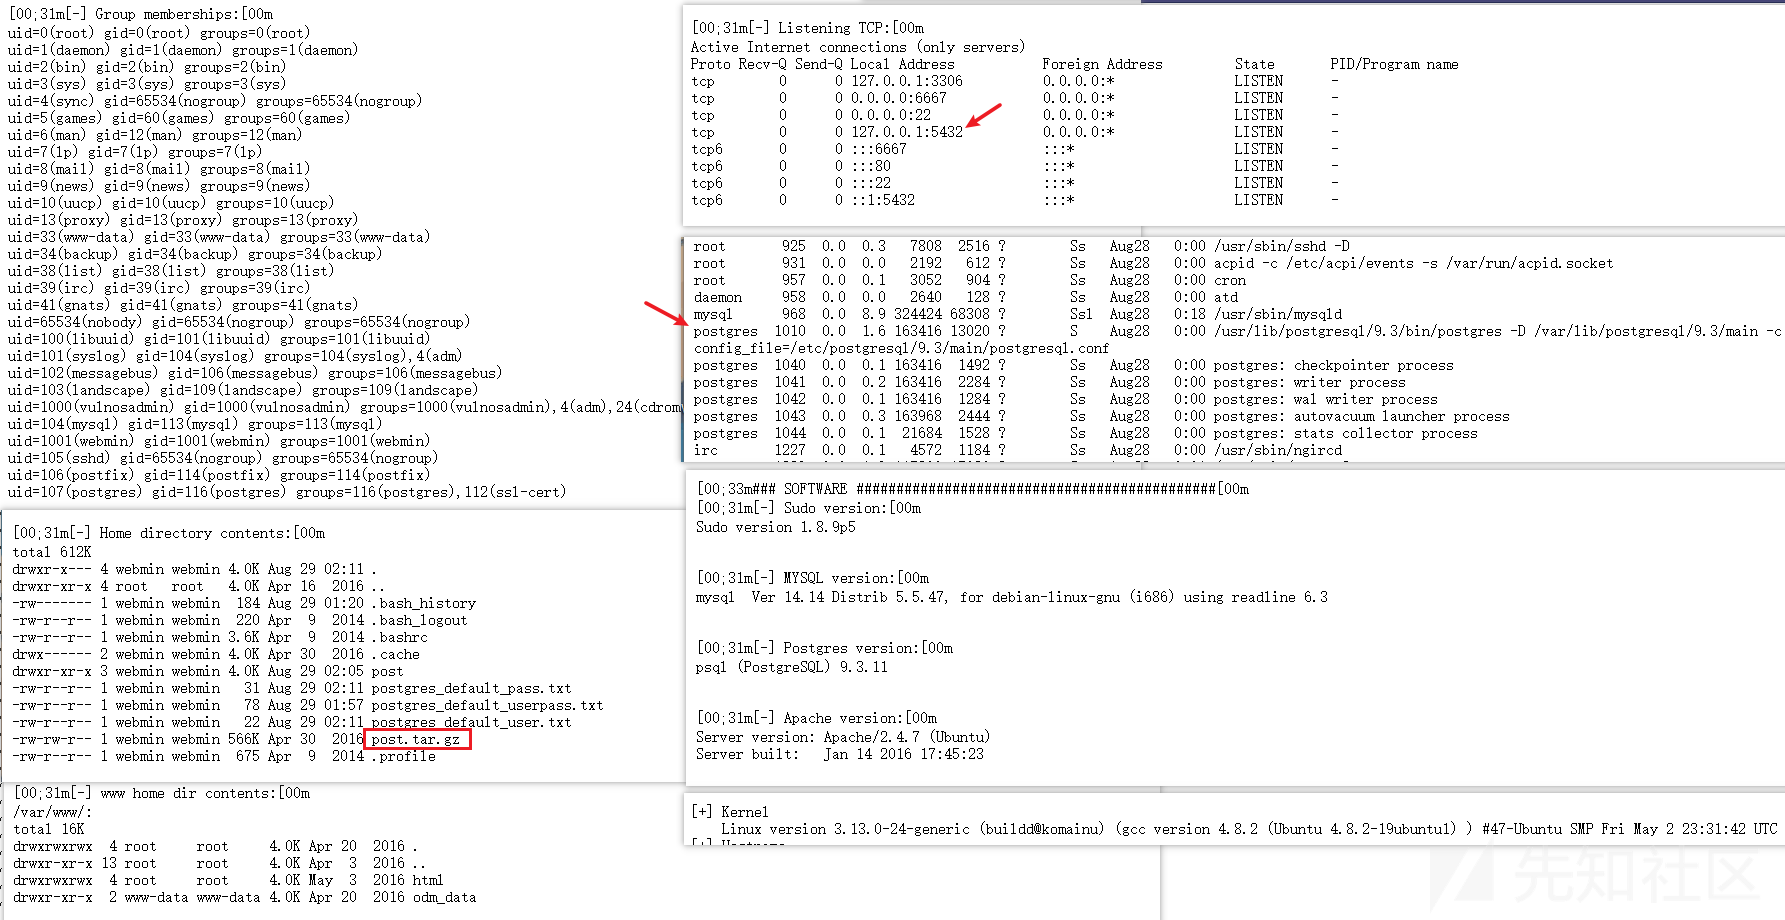 [00;31m[-] Group memberships:[00m
uid=0(root) gid=0(root) groups=0(root)
uid=1(daemon) gid=1(daemon) groups=1(daemon)
uid=2(bin) gid=2(bin) groups=2(bin)
uid=3(sys) gid=3(sys) groups=3(sys)
uid=4(sync) gid=65534(nogroup) groups=65534(nogroup)
uid=5(games) gid=60(games) groups=60(games)
uid=6(man) gid=12(man) groups=12(man)
uid=7(lp) gid=7(lp) groups=7(lp)
uid=8(mail) gid=8(mail) groups=8(mail)
uid=9(news) gid=9(news) groups=9(news)
uid=10(uucp) gid=10(uucp) groups=10(uucp)
uid=13(proxy) gid=13(proxy) groups=13(proxy)
uid=33(www-data) gid=33(www-data) groups=33(www-data)
uid=34(backup) gid=34(backup) groups=34(backup)
uid=38(list) gid=38(list) groups=38(list)
uid=39(irc) gid=39(irc) groups=39(irc)
uid=41(gnats) gid=41(gnats) groups=41(gnats)
uid=65534(nobody) gid=65534(nogroup) groups=65534(nogroup)
uid=100(libuuid) gid=101(libuuid) groups=101(libuuid)
uid=101(syslog) gid=104(syslog) groups=104(syslog),4(adm)
uid=102(messagebus) gid=106(messagebus) groups=106(messagebus)
uid=103(landscape) gid=109(landscape) groups=109(landscape)
uid=1000(vulnosadmin) gid=1000(vulnosadmin) groups=1000(vulnosadmin),4(adm),24(cdrom
uid=104(mysql) gid=113(mysql) groups=113(mysql)
uid=1001(webmin) gid=1001(webmin) groups=1001(webmin)
uid=105(sshd) gid=65534(nogroup) groups=65534(nogroup)
uid=106(postfix) gid=114(postfix) groups=114(postfix)
uid=107(postgres) gid=116(postgres) groups=116(postgres),112(ssl-cert)
[00;31m[-] Home directory contents:[00m
total 612K
drwxr-x--- 4 webmin webmin 4.0K Aug 29 02:11 .
drwxr-xr-x 4 root   root   4.0K Apr 16  2016 ..
-rw------- 1 webmin webmin  184 Aug 29 01:20 .bash_history
-rw-r--r-- 1 webmin webmin  220 Apr  9  2014 .bash_logout
-rw-r--r-- 1 webmin webmin 3.6K Apr  9  2014 .bashrc
drwx------ 2 webmin webmin 4.0K Apr 30  2016 .cache
drwxr-xr-x 3 webmin webmin 4.0K Aug 29 02:05 post
-rw-r--r-- 1 webmin webmin   31 Aug 29 02:11 postgres_default_pass.txt
-rw-r--r-- 1 webmin webmin   78 Aug 29 01:57 postgres_default_userpass.txt
-rw-r--r-- 1 webmin webmin   22 Aug 29 02:11 postgres_default_user.txt
-rw-rw-r-- 1 webmin webmin 566K Apr 30  2016 post.tar.gz
-rw-r--r-- 1 webmin webmin  675 Apr  9  2014 .profile
[00;31m[-] www home dir contents:[00m
/var/www/:
total 16K
drwxrwxrwx  4 root     root     4.0K Apr 20  2016 .
drwxr-xr-x 13 root     root     4.0K Apr  3  2016 ..
drwxrwxrwx  4 root     root     4.0K May  3  2016 html
drwxr-xr-x  2 www-data www-data 4.0K Apr 20  2016 odm_data
[00;31m[-] Listening TCP:[00m
Active Internet connections (only servers)
Proto Recv-Q Send-Q Local Address           Foreign Address         State       PID/Program name
tcp        0      0 127.0.0.1:3306          0.0.0.0:*               LISTEN      -
tcp        0      0 0.0.0.0:6667            0.0.0.0:*               LISTEN      -
tcp        0      0 0.0.0.0:22              0.0.0.0:*               LISTEN      -
tcp        0      0 127.0.0.1:5432          0.0.0.0:*               LISTEN      -
tcp6       0      0 :::6667                 :::*                    LISTEN      -
tcp6       0      0 :::80                   :::*                    LISTEN      -
tcp6       0      0 :::22                   :::*                    LISTEN      -
tcp6       0      0 ::1:5432                :::*                    LISTEN      -
root       925  0.0  0.3   7808  2516 ?        Ss   Aug28   0:00 /usr/sbin/sshd -D
root       931  0.0  0.0   2192   612 ?        Ss   Aug28   0:00 acpid -c /etc/acpi/events -s /var/run/acpid.socket
root       957  0.0  0.1   3052   904 ?        Ss   Aug28   0:00 cron
daemon     958  0.0  0.0   2640   128 ?        Ss   Aug28   0:00 atd
mysql      968  0.0  8.9 324424 68308 ?        Ssl  Aug28   0:18 /usr/sbin/mysqld
postgres  1010  0.0  1.6 163416 13020 ?        S    Aug28   0:00 /usr/lib/postgresql/9.3/bin/postgres -D /var/lib/postgresql/9.3/main -c
config_file=/etc/postgresql/9.3/main/postgresql.conf
postgres  1040  0.0  0.1 163416  1492 ?        Ss   Aug28   0:00 postgres: checkpointer process
postgres  1041  0.0  0.2 163416  2284 ?        Ss   Aug28   0:00 postgres: writer process
postgres  1042  0.0  0.1 163416  1284 ?        Ss   Aug28   0:00 postgres: wal writer process
postgres  1043  0.0  0.3 163968  2444 ?        Ss   Aug28   0:00 postgres: autovacuum launcher process
postgres  1044  0.0  0.1  21684  1528 ?        Ss   Aug28   0:00 postgres: stats collector process
irc       1227  0.0  0.1   4572  1184 ?        Ss   Aug28   0:00 /usr/sbin/ngircd
[00;33m### SOFTWARE #############################################[00m
[00;31m[-] Sudo version:[00m
Sudo version 1.8.9p5
[00;31m[-] MYSQL version:[00m
mysql  Ver 14.14 Distrib 5.5.47, for debian-linux-gnu (i686) using readline 6.3
[00;31m[-] Postgres version:[00m
psql (PostgreSQL) 9.3.11
[00;31m[-] Apache version:[00m
Server version: Apache/2.4.7 (Ubuntu)
Server built:   Jan 14 2016 17:45:23
[+] Kernel
Linux version 3.13.0-24-generic (buildd@komainu) (gcc version 4.8.2 (Ubuntu 4.8.2-19ubuntu1) ) #47-Ubuntu SMP Fri May 2 23:31:42 UTC
先知社区